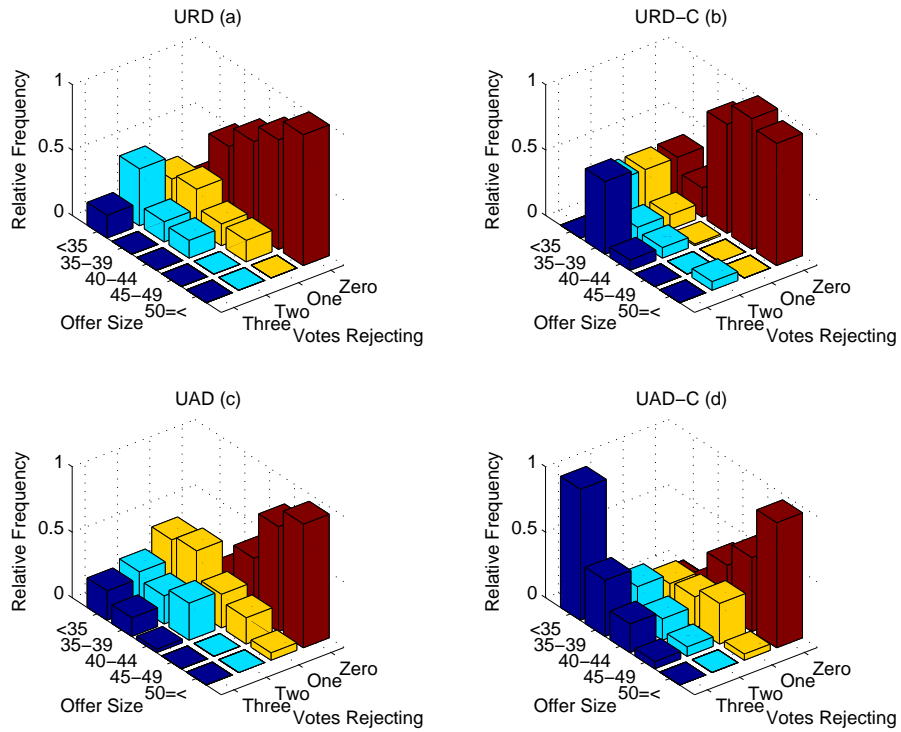 URD (a)
1
0.5
0
Relative Frequency
<35
35–39
40–44
45–49
50=<
Offer Size
Three
Two
One
Zero
Votes Rejecting
URD–C (b)
1
0.5
0
Relative Frequency
<35
35–39
40–44
45–49
50=<
Offer Size
Three
Two
One
Zero
Votes Rejecting
UAD (c)
1
0.5
0
Relative Frequency
<35
35–39
40–44
45–49
50=<
Offer Size
Three
Two
One
Zero
Votes Rejecting
UAD–C (d)
1
0.5
0
Relative Frequency
<35
35–39
40–44
45–49
50=<
Offer Size
Three
Two
One
Zero
Votes Rejecting